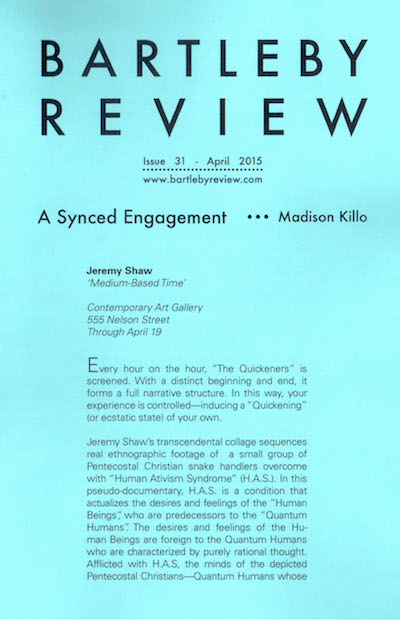 BARTLEBY
REVIEW
Issue 31 - April 2015
www.bartlebyreview.com
A Synced Engagement ••• Madison Killo
Jeremy Shaw
‘Medium-Based Time’
Contemporary Art Gallery
555 Nelson Street
Through April 19
Every hour on the hour, “The Quickeners” is
screened. With a distinct beginning and end, it
forms a full narrative structure. In this way, your
experience is controlled—inducing a “Quickening”
(or ecstatic state) of your own.
Jeremy Shaw’s transcendental collage sequences
real ethnographic footage of a small group of
Pentecostal Christian snake handlers overcome
with “Human Ativism Syndrome” (H.A.S.). In this
pseudo-documentary, H.A.S. is a condition that
actualizes the desires and feelings of the “Human
Beings”, who are predecessors to the “Quantum
Humans”. The desires and feelings of the Hu-
man Beings are foreign to the Quantum Humans
who are characterized by purely rational thought.
Afflicted with H.A.S, the minds of the depicted
Pentecostal Christians—Quantum Humans whose